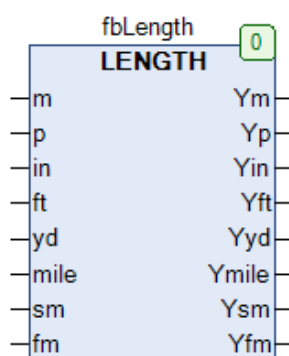 fbLength
0
LENGTH
m Ym
p Yp
in Yin
ft Yft
yd Yyd
mile Ymile
sm Ysm
fm Yfm